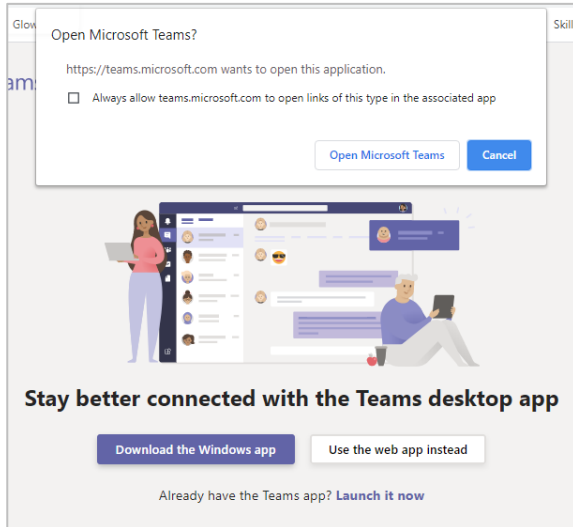 Glow
Skill
Open Microsoft Teams?
https://teams.microsoft.com wants to open this application.
Always allow teams.microsoft.com to open links of this type in the associated app
Open Microsoft Teams
Cancel
Stay better connected with the Teams desktop app
Download the Windows app
Use the web app instead
Already have the Teams app? Launch it now